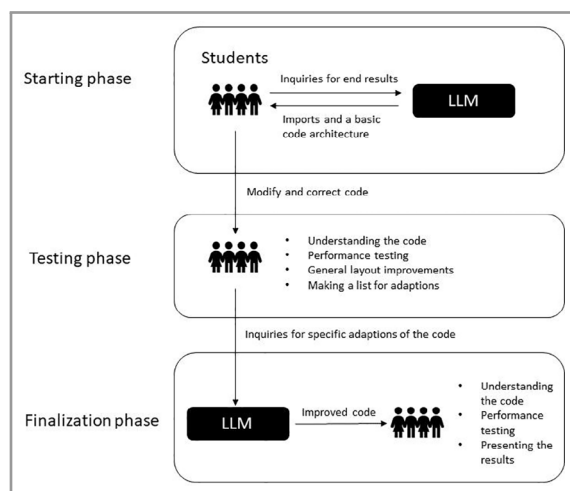 Starting phase
Students
Inquiries for end results
LLM
Imports and a basic
code architecture
Modify and correct code
Testing phase
• Understanding the code
• Performance testing
• General layout improvements
• Making a list for adaptions
Inquiries for specific adaptions of the code
Finalization phase
LLM
Improved code
• Understanding
the code
• Performance
testing
• Presenting the
results